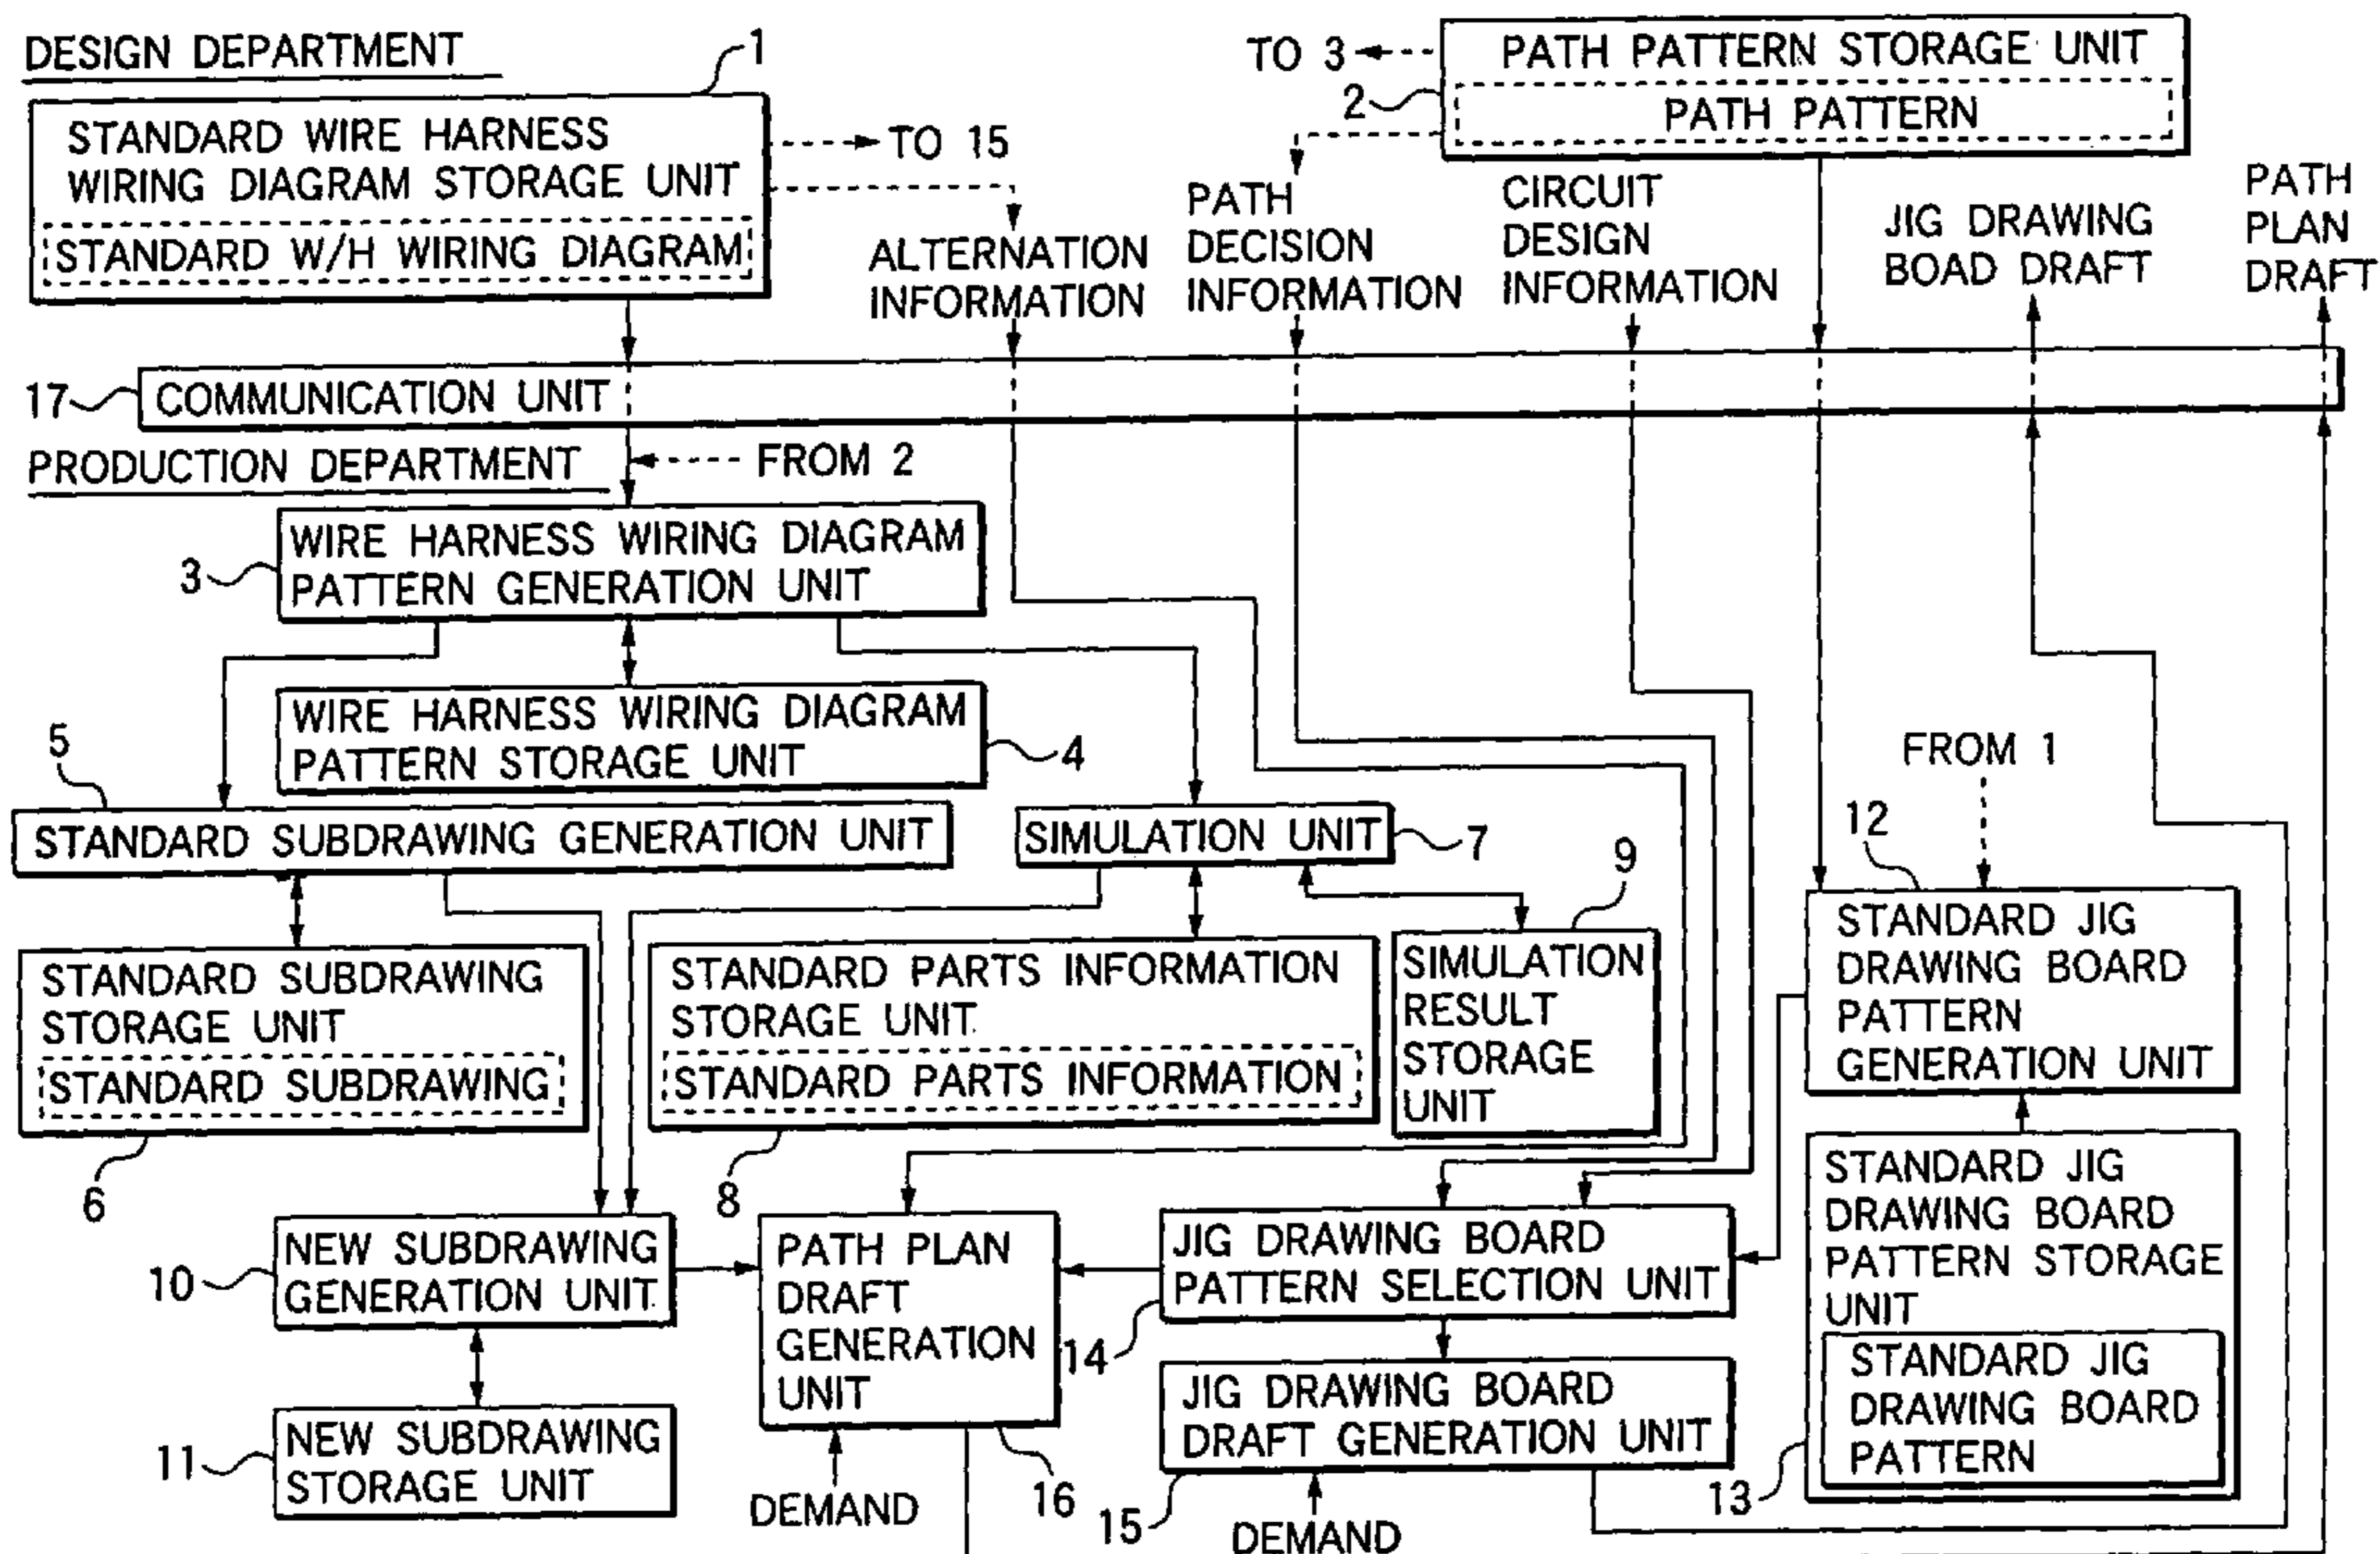 DESIGN DEPARTMENT
1
STANDARD WIRE HARNESS
WIRING DIAGRAM STORAGE UNIT
STANDARD W/H WIRING DIAGRAM
TO 15
ALTERNATION
INFORMATION
TO 3
2
PATH PATTERN STORAGE UNIT
PATH PATTERN
PATH
DECISION
INFORMATION
CIRCUIT
DESIGN
INFORMATION
JIG DRAWING
BOAD DRAFT
PATH
PLAN
DRAFT
17
COMMUNICATION UNIT
PRODUCTION DEPARTMENT
FROM 2
3
WIRE HARNESS WIRING DIAGRAM
PATTERN GENERATION UNIT
WIRE HARNESS WIRING DIAGRAM
PATTERN STORAGE UNIT
4
5
STANDARD SUBDRAWING GENERATION UNIT
SIMULATION UNIT
7
FROM 1
12
9
STANDARD SUBDRAWING
STORAGE UNIT
STANDARD SUBDRAWING
6
STANDARD PARTS INFORMATION
STORAGE UNIT
STANDARD PARTS INFORMATION
8
SIMULATION
RESULT
STORAGE
UNIT
STANDARD JIG
DRAWING BOARD
PATTERN
GENERATION UNIT
10
NEW SUBDRAWING
GENERATION UNIT
PATH PLAN
DRAFT
GENERATION
UNIT
JIG DRAWING BOARD
PATTERN SELECTION UNIT
14
STANDARD JIG
DRAWING BOARD
PATTERN STORAGE
UNIT
STANDARD JIG
DRAWING BOARD
PATTERN
13
11
NEW SUBDRAWING
STORAGE UNIT
JIG DRAWING BOARD
DRAFT GENERATION UNIT
DEMAND
16
15
DEMAND